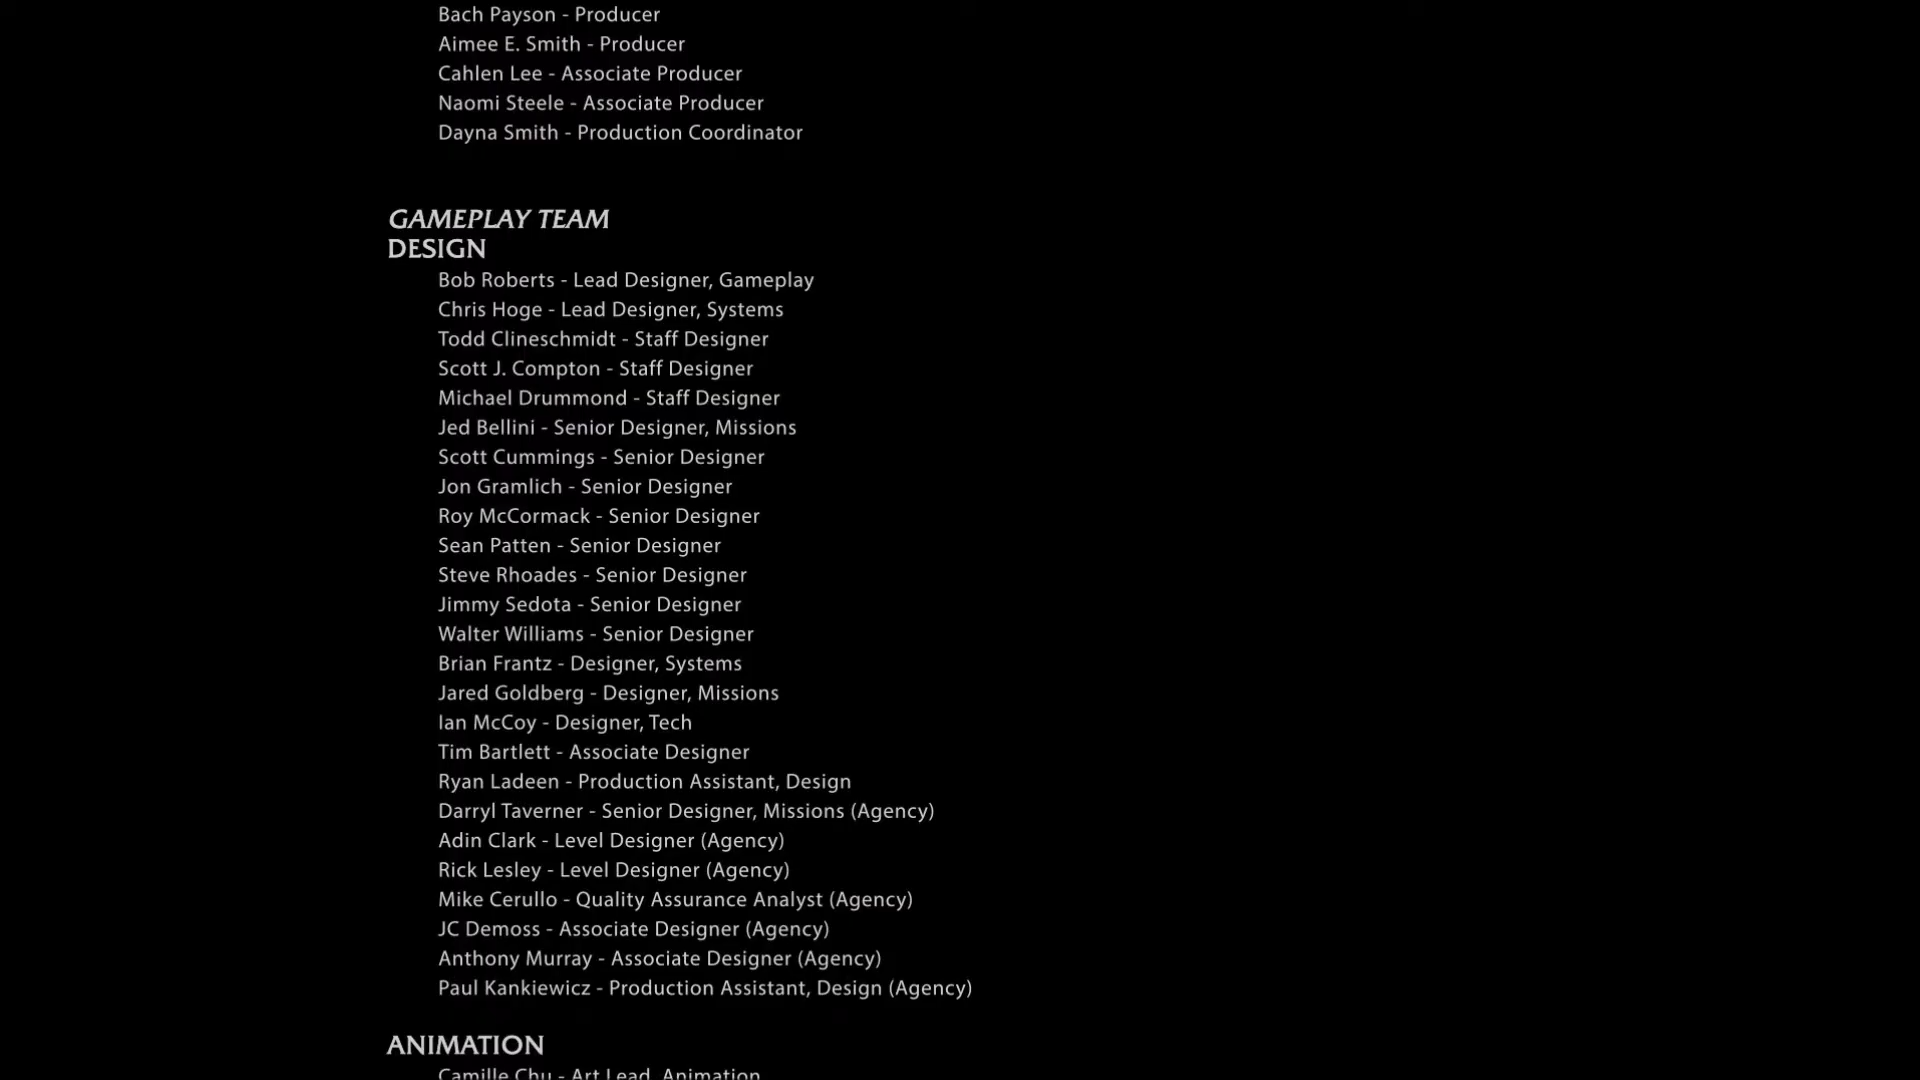 Bach Payson - Producer
Aimee E. Smith - Producer
Cahlen Lee - Associate Producer
Naomi Steele - Associate Producer
Dayna Smith - Production Coordinator
GAMEPLAY TEAM
DESIGN
Bob Roberts - Lead Designer, Gameplay
Chris Hoge - Lead Designer, Systems
Todd Clineschmidt - Staff Designer
Scott J. Compton - Staff Designer
Michael Drummond - Staff Designer
Jed Bellini - Senior Designer, Missions
Scott Cummings - Senior Designer
Jon Gramlich - Senior Designer
Roy McCormack - Senior Designer
Sean Patten - Senior Designer
Steve Rhoades - Senior Designer
Jimmy Sedota - Senior Designer
Walter Williams - Senior Designer
Brian Frantz - Designer, Systems
Jared Goldberg - Designer, Missions
Ian McCoy - Designer, Tech
Tim Bartlett - Associate Designer
Ryan Ladeen - Production Assistant, Design
Darryl Taverner - Senior Designer, Missions (Agency)
Adin Clark - Level Designer (Agency)
Rick Lesley - Level Designer (Agency)
Mike Cerullo - Quality Assurance Analyst (Agency)
JC Demoss - Associate Designer (Agency)
Anthony Murray - Associate Designer (Agency)
Paul Kankiewicz - Production Assistant, Design (Agency)
ANIMATION
Camille Chu - Art Lead, Animation